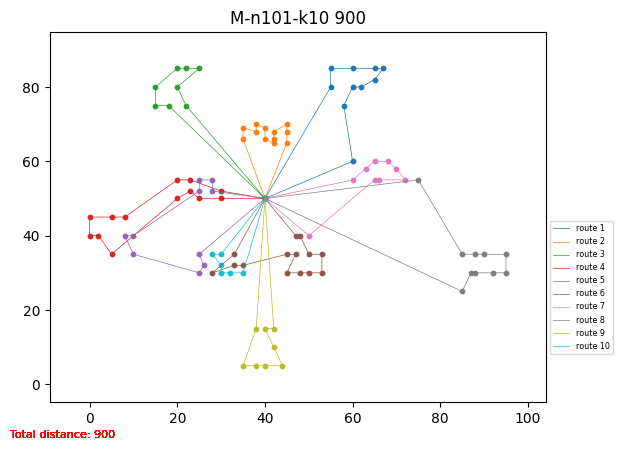 M-n101-k10 900
80
60
40
20
0
0
20
40
60
80
100
route 1
route 2
route 3
route 4
route 5
route 6
route 7
route 8
route 9
route 10
Total distance: 900